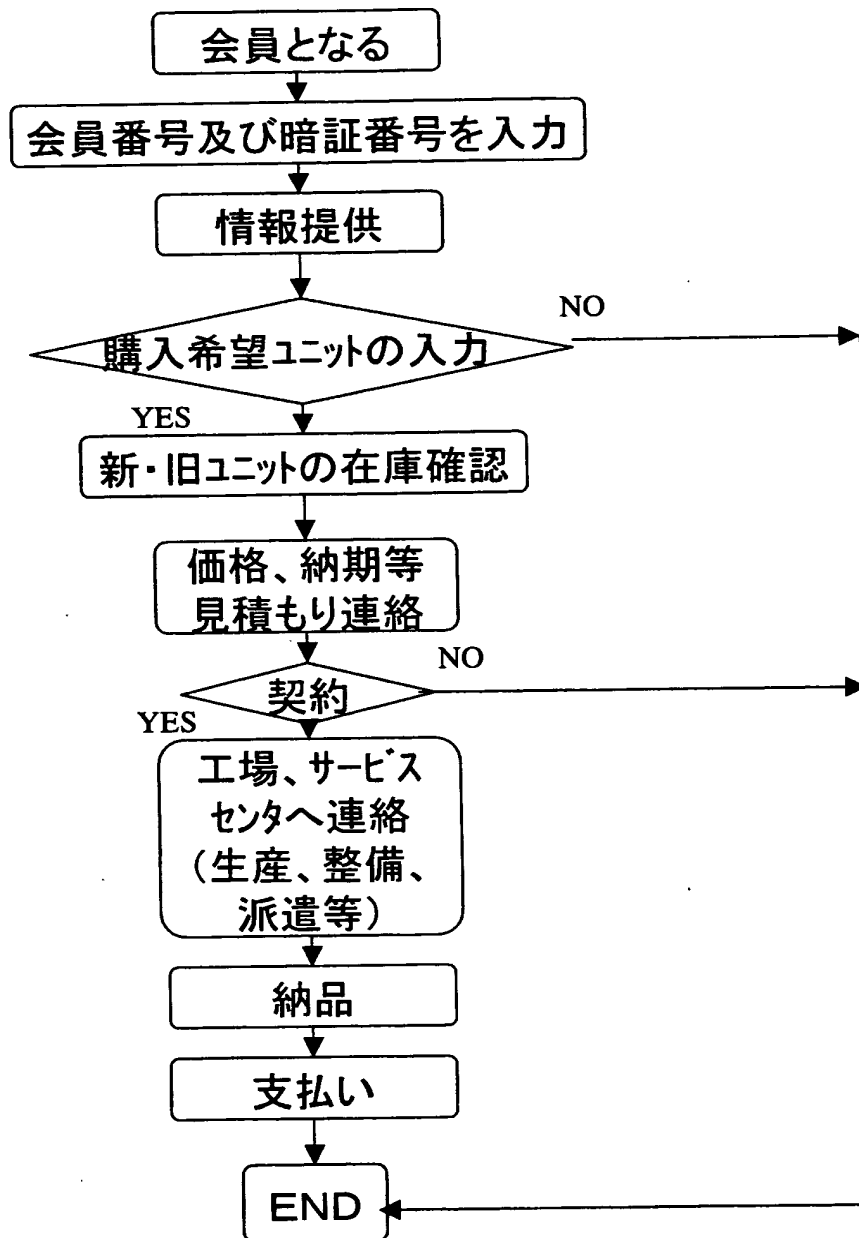 会員となる
会員番号及び暗証番号を入力
情報提供
NO
購入希望ユニットの入力
YES
新・旧ユニットの在庫確認
価格、納期等
見積もり連絡
NO
契約
YES
工場、サービス
センタへ連絡
(生産、整備、
派遣等)
納品
支払い
END